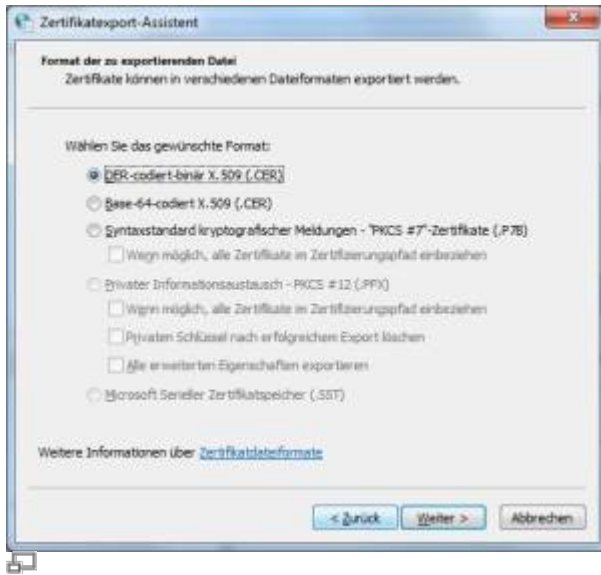 Zertifikatexport-Assistent
Format der zu exportierenden Datei
Zertifikate können in verschiedenen Dateiformaten exportiert werden.
Wählen Sie das gewünschte Format:
DER-codiert-binär X.509 (.CER)
Base-64-codiert X.509 (.CER)
Syntaxstandard kryptografischer Meldungen - "PKCS #7"-Zertifikate (.P7B)
Wenn möglich, alle Zertifikate im Zertifizierungspfad einbeziehen
Privater Informationsaustausch - PKCS #12 (.PFX)
Wenn möglich, alle Zertifikate im Zertifizierungspfad einbeziehen
Privaten Schlüssel nach erfolgreichem Export löschen
Alle erweiterten Eigenschaften exportieren
Microsoft Serieller Zertifikatspeicher (.SST)
Weitere Informationen über Zertifikatdateiformate
< Zurück Weiter > Abbrechen